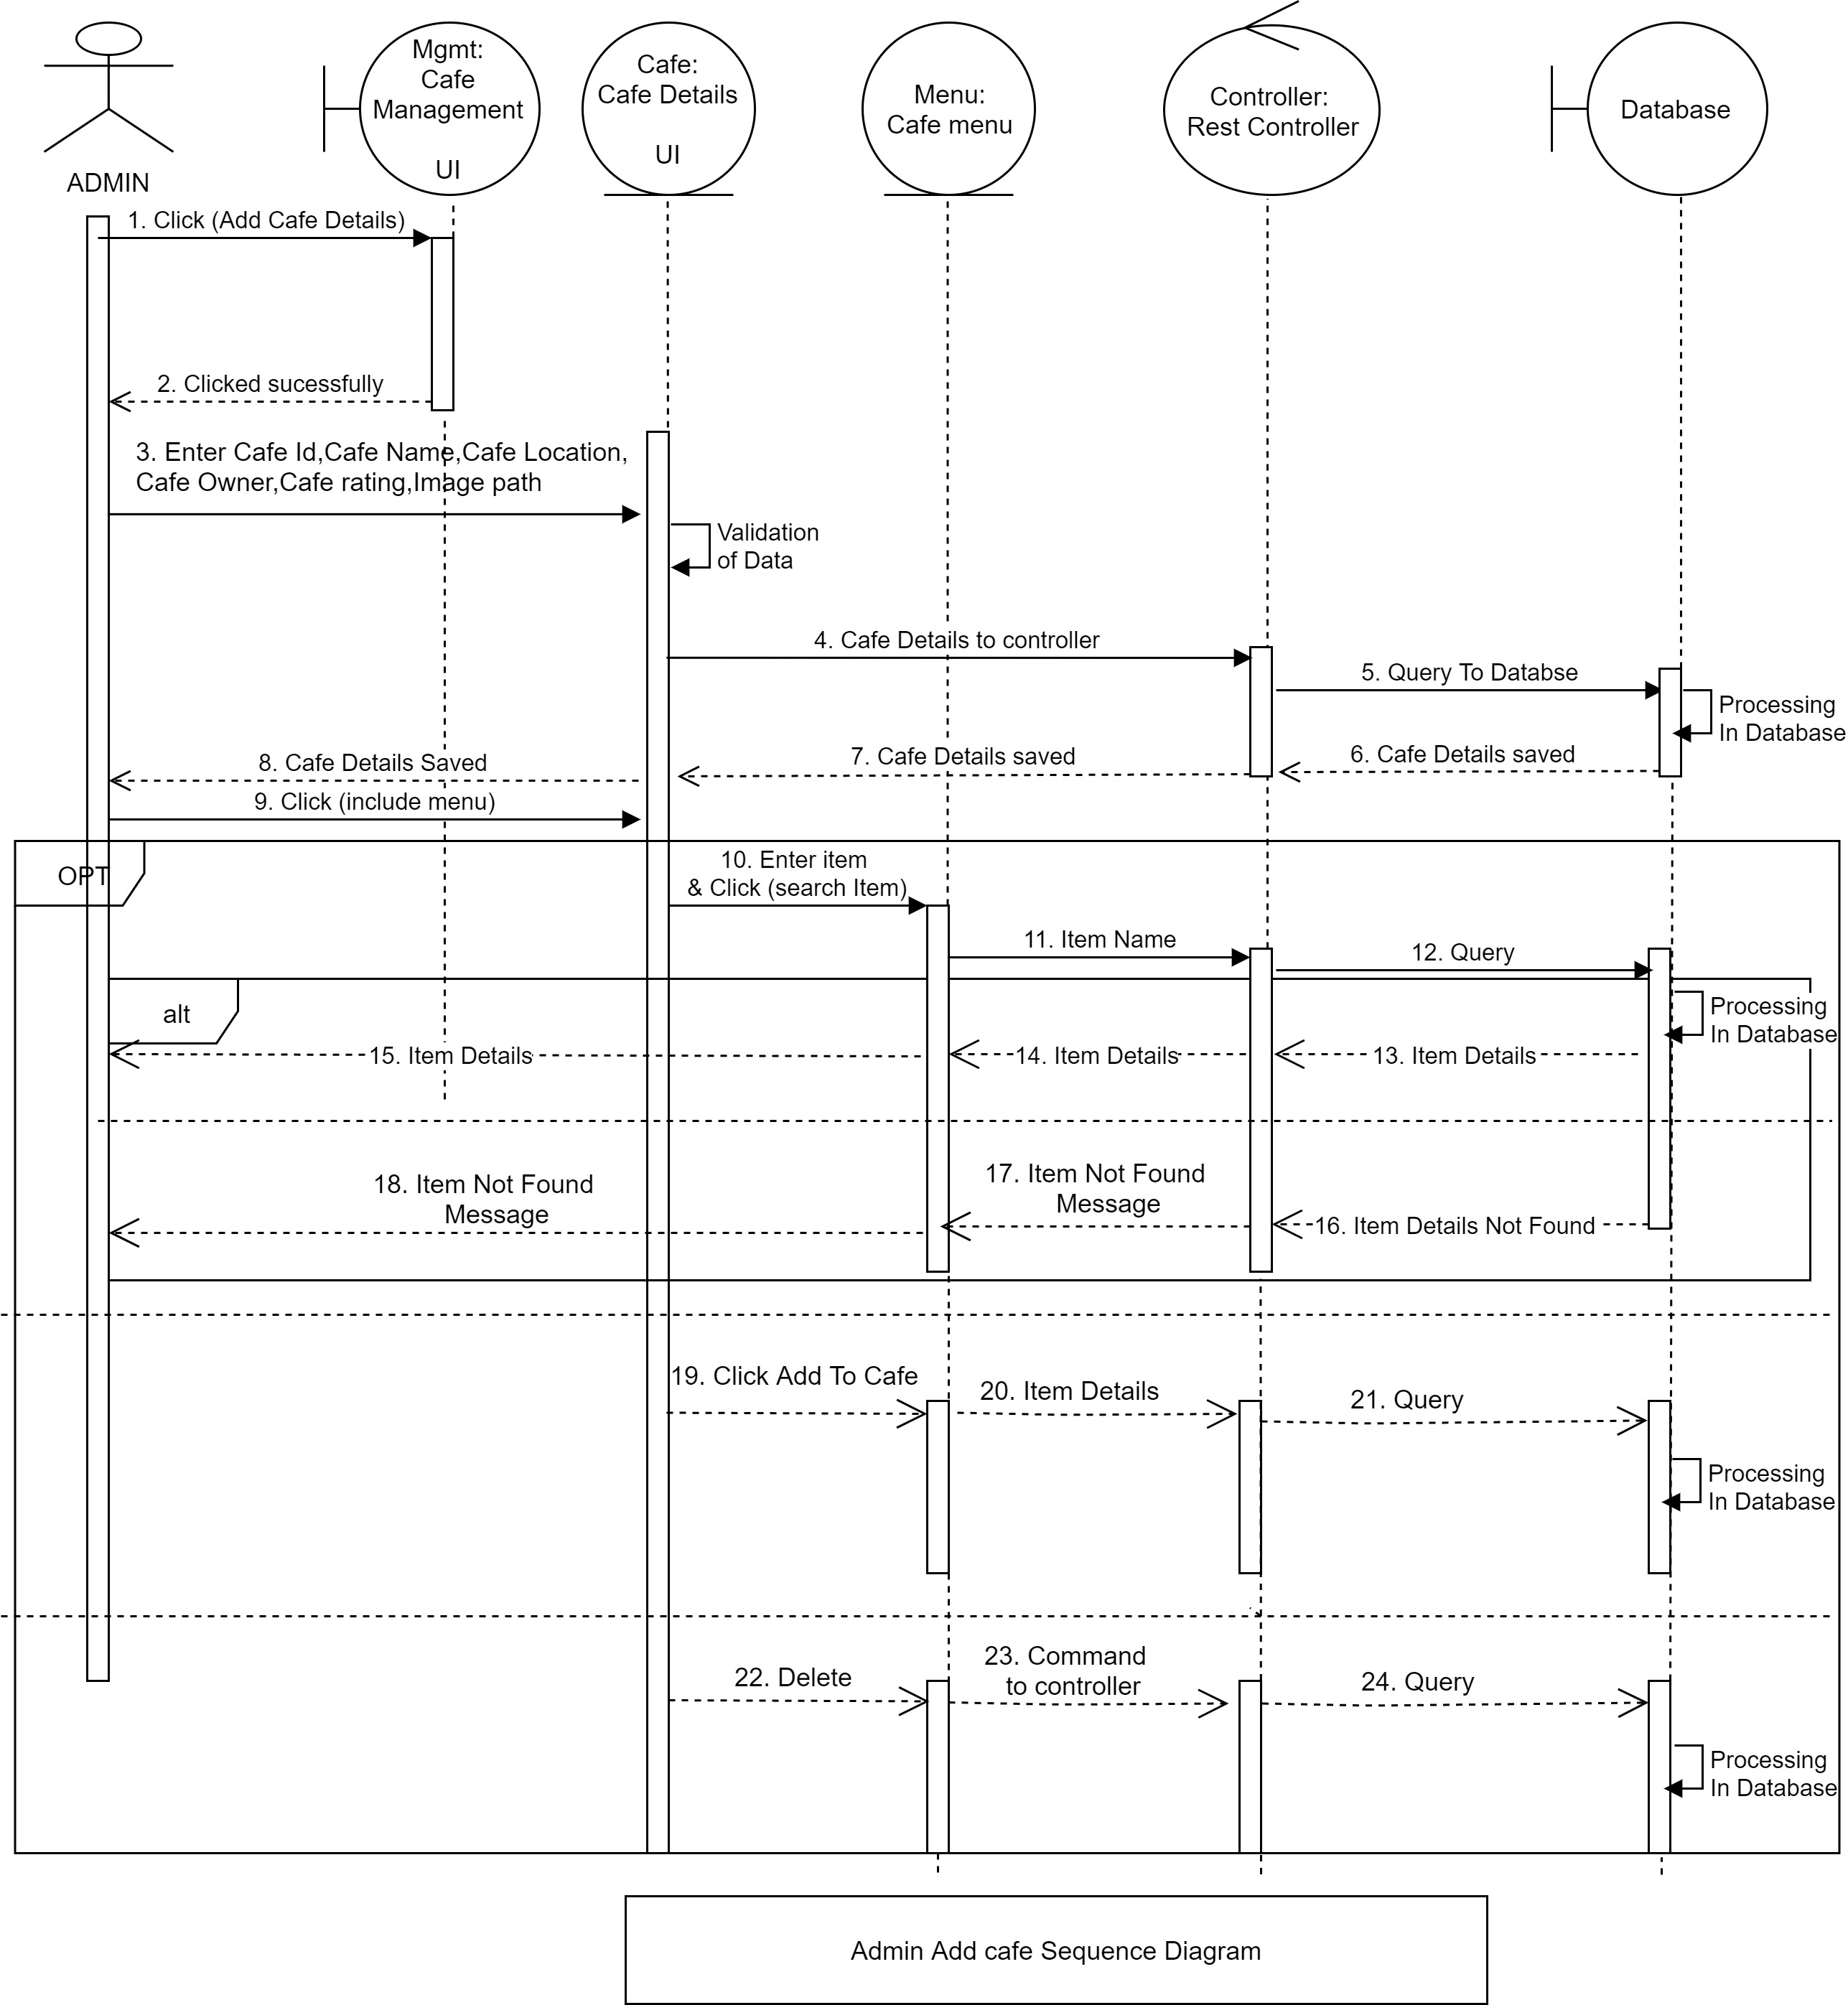 Mgmt:
Cafe
Management
UI
Cafe:
Cafe Details
UI
Menu:
Cafe menu
Controller:
Rest Controller
Database
ADMIN
1. Click (Add Cafe Details)
2. Clicked sucessfully
3. Enter Cafe Id,Cafe Name,Cafe Location,
Cafe Owner,Cafe rating,Image path
Validation
of Data
4. Cafe Details to controller
5. Query To Databse
Processing
In Database
6. Cafe Details saved
7. Cafe Details saved
8. Cafe Details Saved
9. Click (include menu)
OPT
10. Enter item
& Click (search Item)
11. Item Name
12. Query
alt
Processing
In Database
15. Item Details
14. Item Details
13. Item Details
18. Item Not Found
Message
17. Item Not Found
Message
16. Item Details Not Found
19. Click Add To Cafe
20. Item Details
21. Query
Processing
In Database
22. Delete
23. Command
to controller
24. Query
Processing
In Database
Admin Add cafe Sequence Diagram